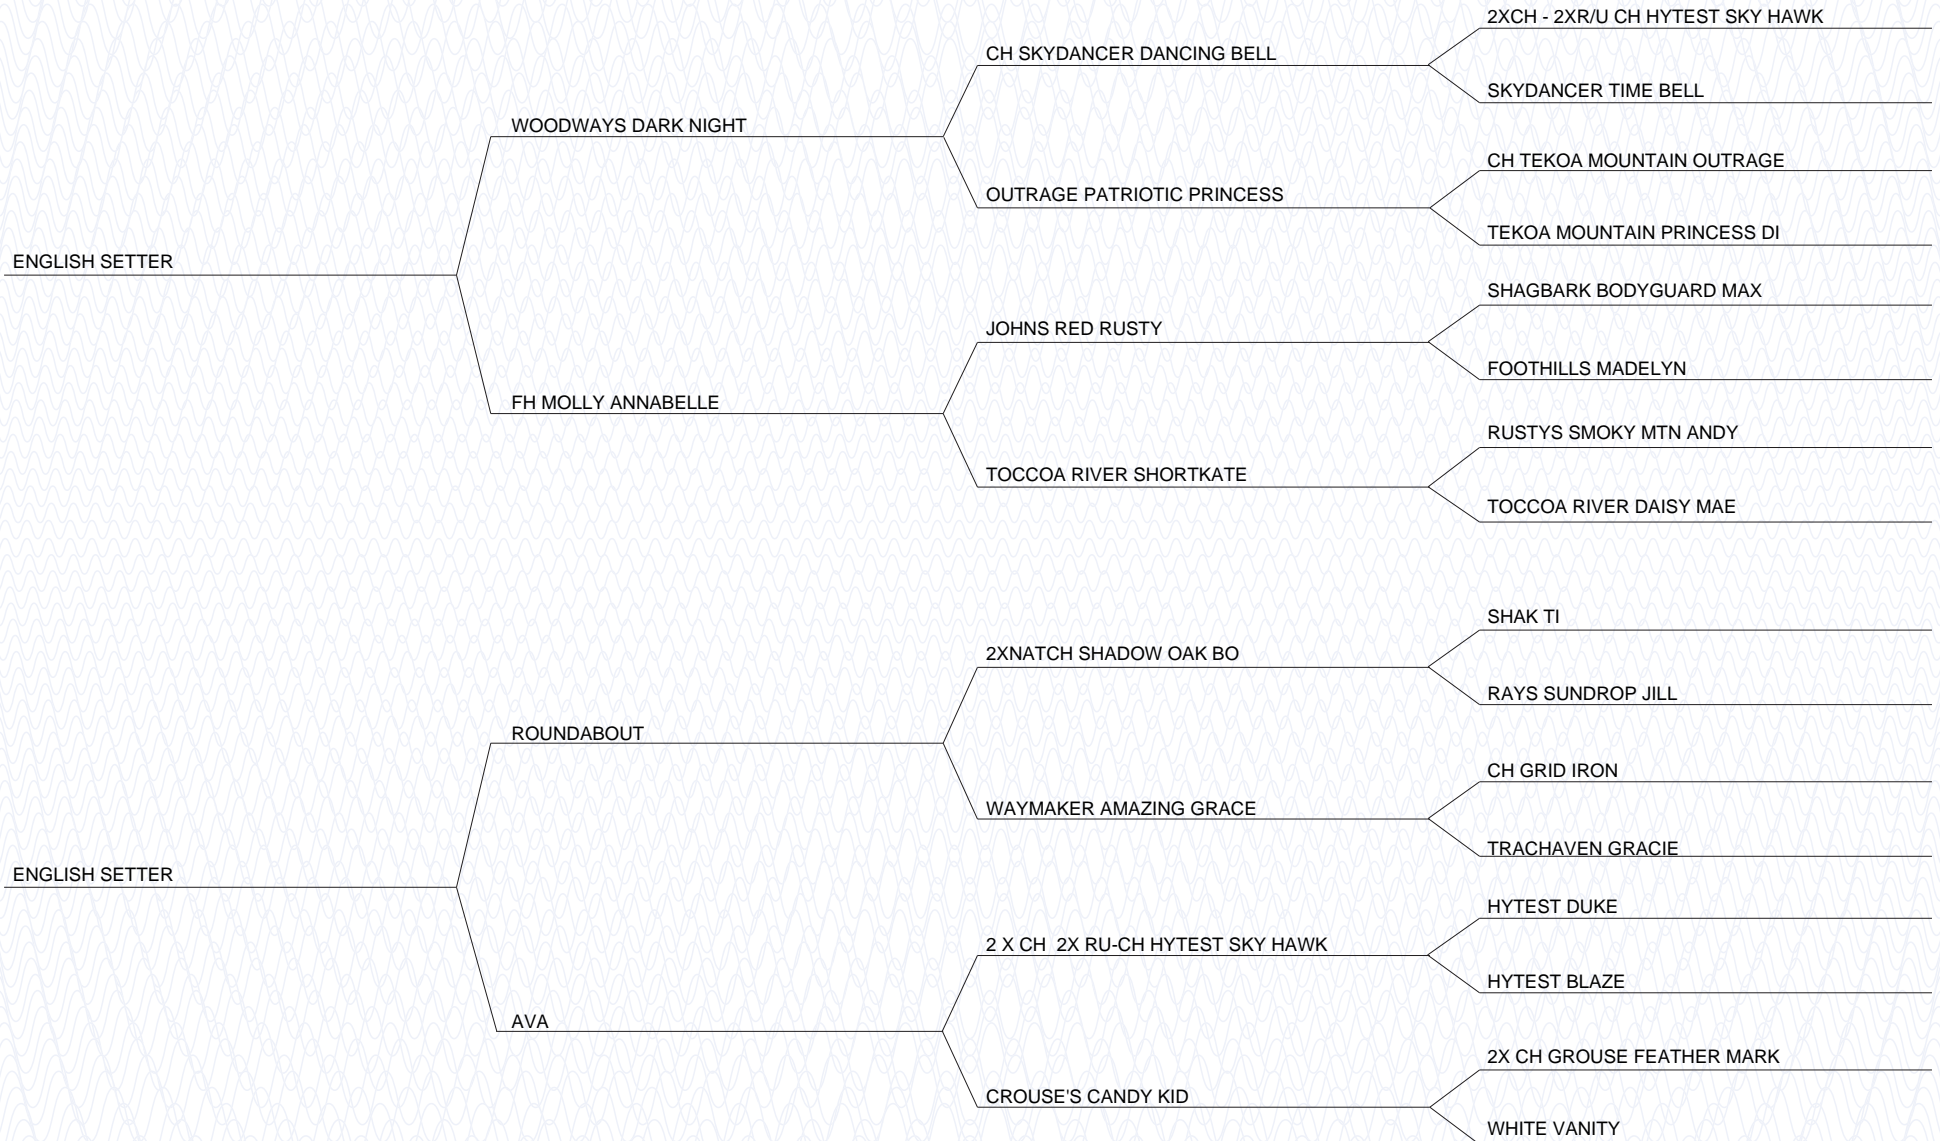 2XCH - 2XR/U CH HYTEST SKY HAWK
CH SKYDANCER DANCING BELL
SKYDANCER TIME BELL
WOODWAYS DARK NIGHT
CH TEKOA MOUNTAIN OUTRAGE
OUTRAGE PATRIOTIC PRINCESS
TEKOA MOUNTAIN PRINCESS DI
ENGLISH SETTER
SHAGBARK BODYGUARD MAX
JOHNS RED RUSTY
FOOTHILLS MADELYN
FH MOLLY ANNABELLE
RUSTYS SMOKY MTN ANDY
TOCCOA RIVER SHORTKATE
TOCCOA RIVER DAISY MAE
SHAK TI
2XNATCH SHADOW OAK BO
RAYS SUNDROP JILL
ROUNDABOUT
CH GRID IRON
WAYMAKER AMAZING GRACE
TRACHAVEN GRACIE
ENGLISH SETTER
HYTEST DUKE
2 X CH  2X RU-CH HYTEST SKY HAWK
HYTEST BLAZE
AVA
2X CH GROUSE FEATHER MARK
CROUSE'S CANDY KID
WHITE VANITY